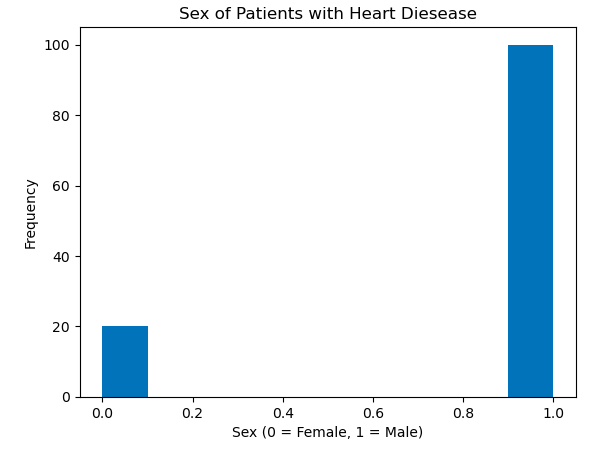 Sex of Patients with Heart Diesease
100
80
60
40
20
0
Frequency
0.0 0.2 0.4 0.6 0.8 1.0
Sex (0 = Female, 1 = Male)